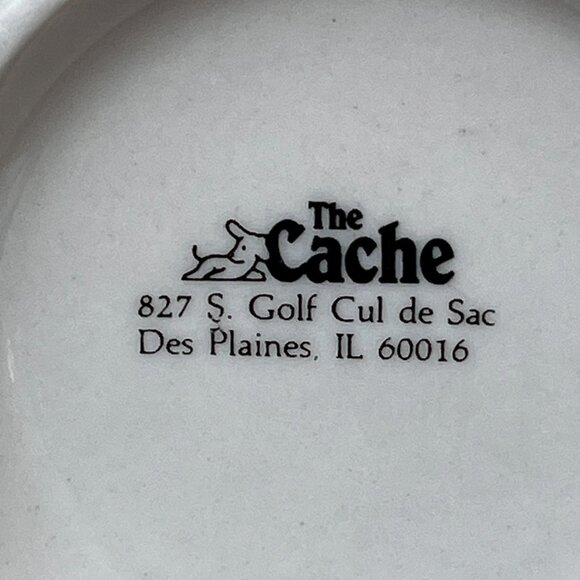 The
Cache
827 S. Golf Cul de Sac
Des Plaines, IL 60016